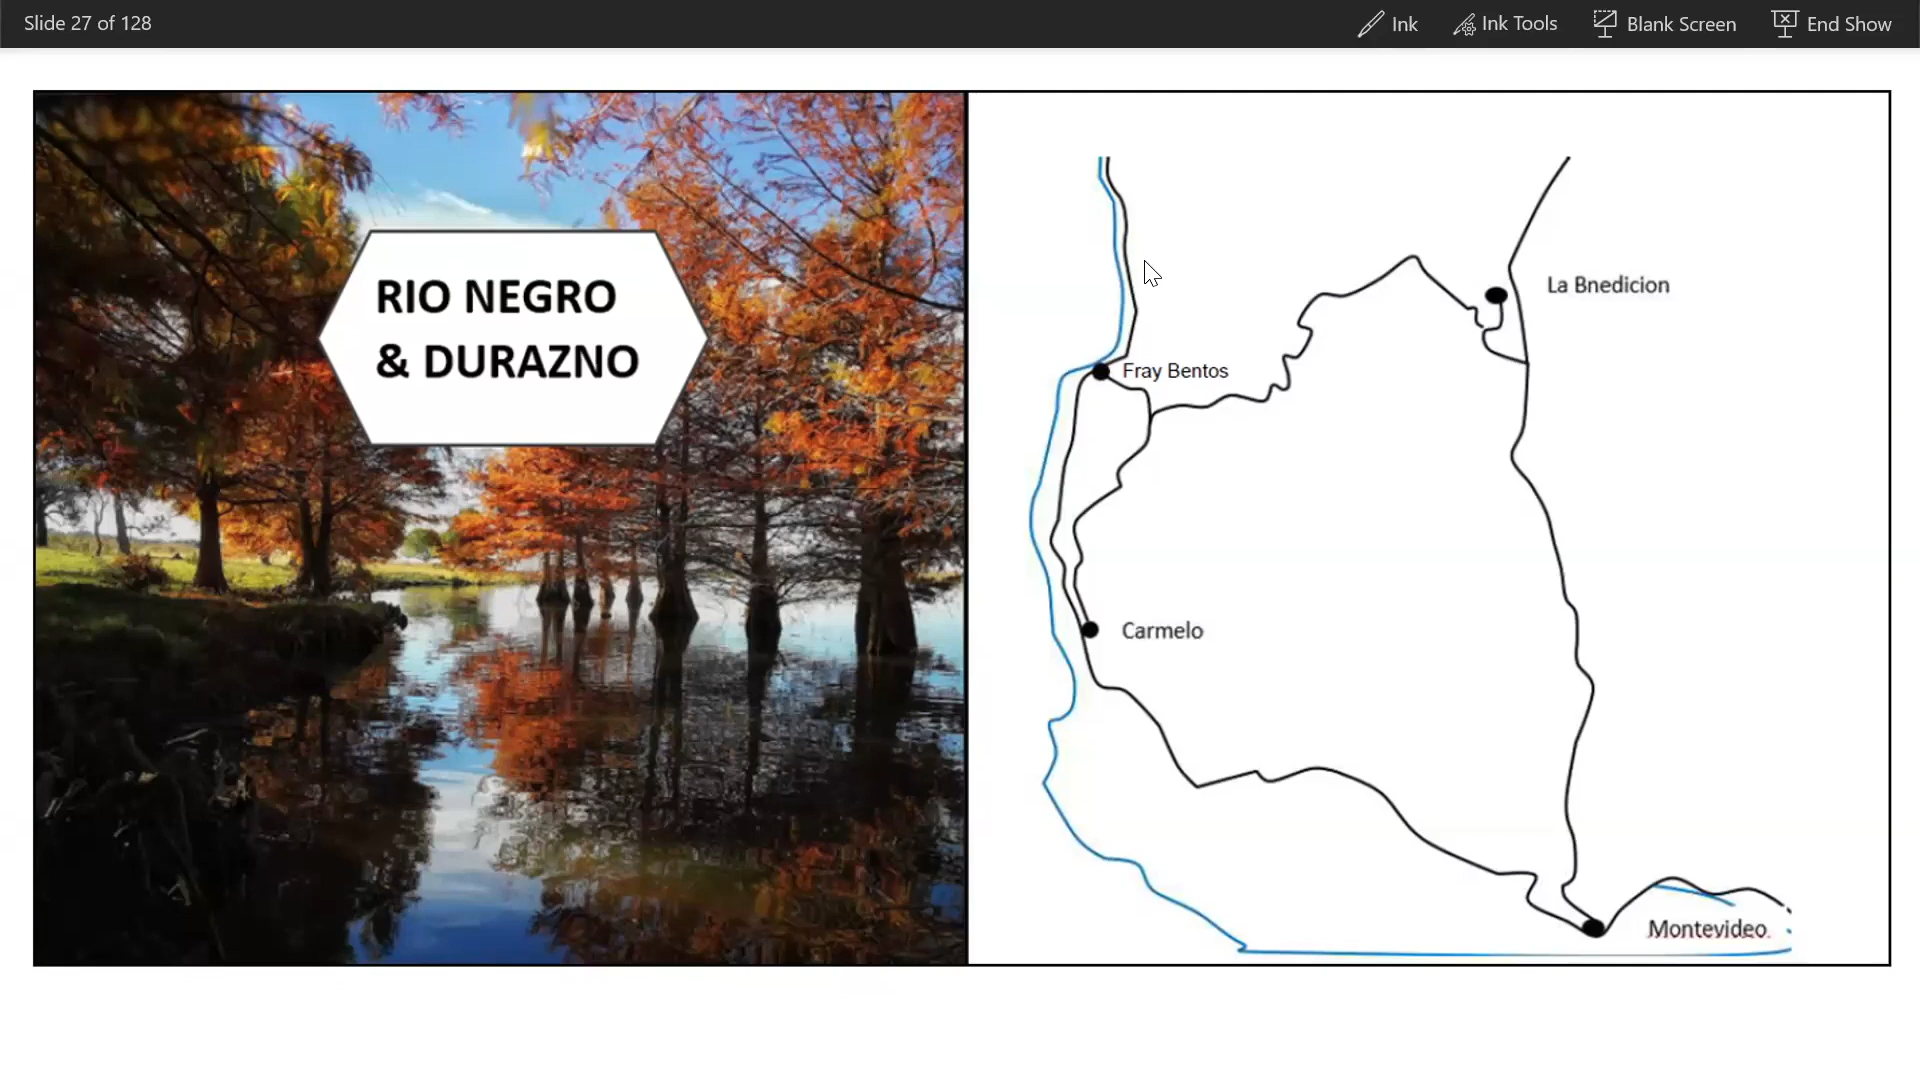 Slide 27 of 128
Ink
Ink Tools
Blank Screen
End Show
RIO NEGRO
& DURAZNO
La Bnedicion
Fray Bentos
Carmelo
Montevideo